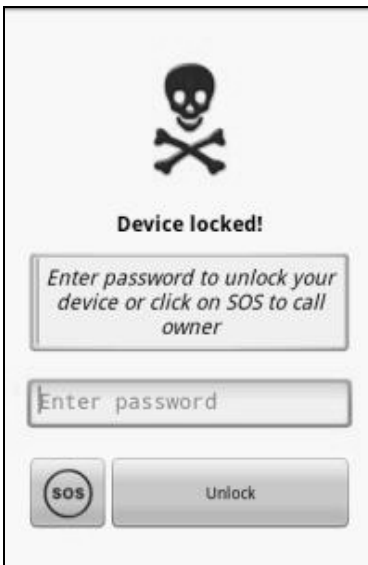 Device locked!
Enter password to unlock your
device or click on SOS to call
owner
Enter password
SOS
Unlock